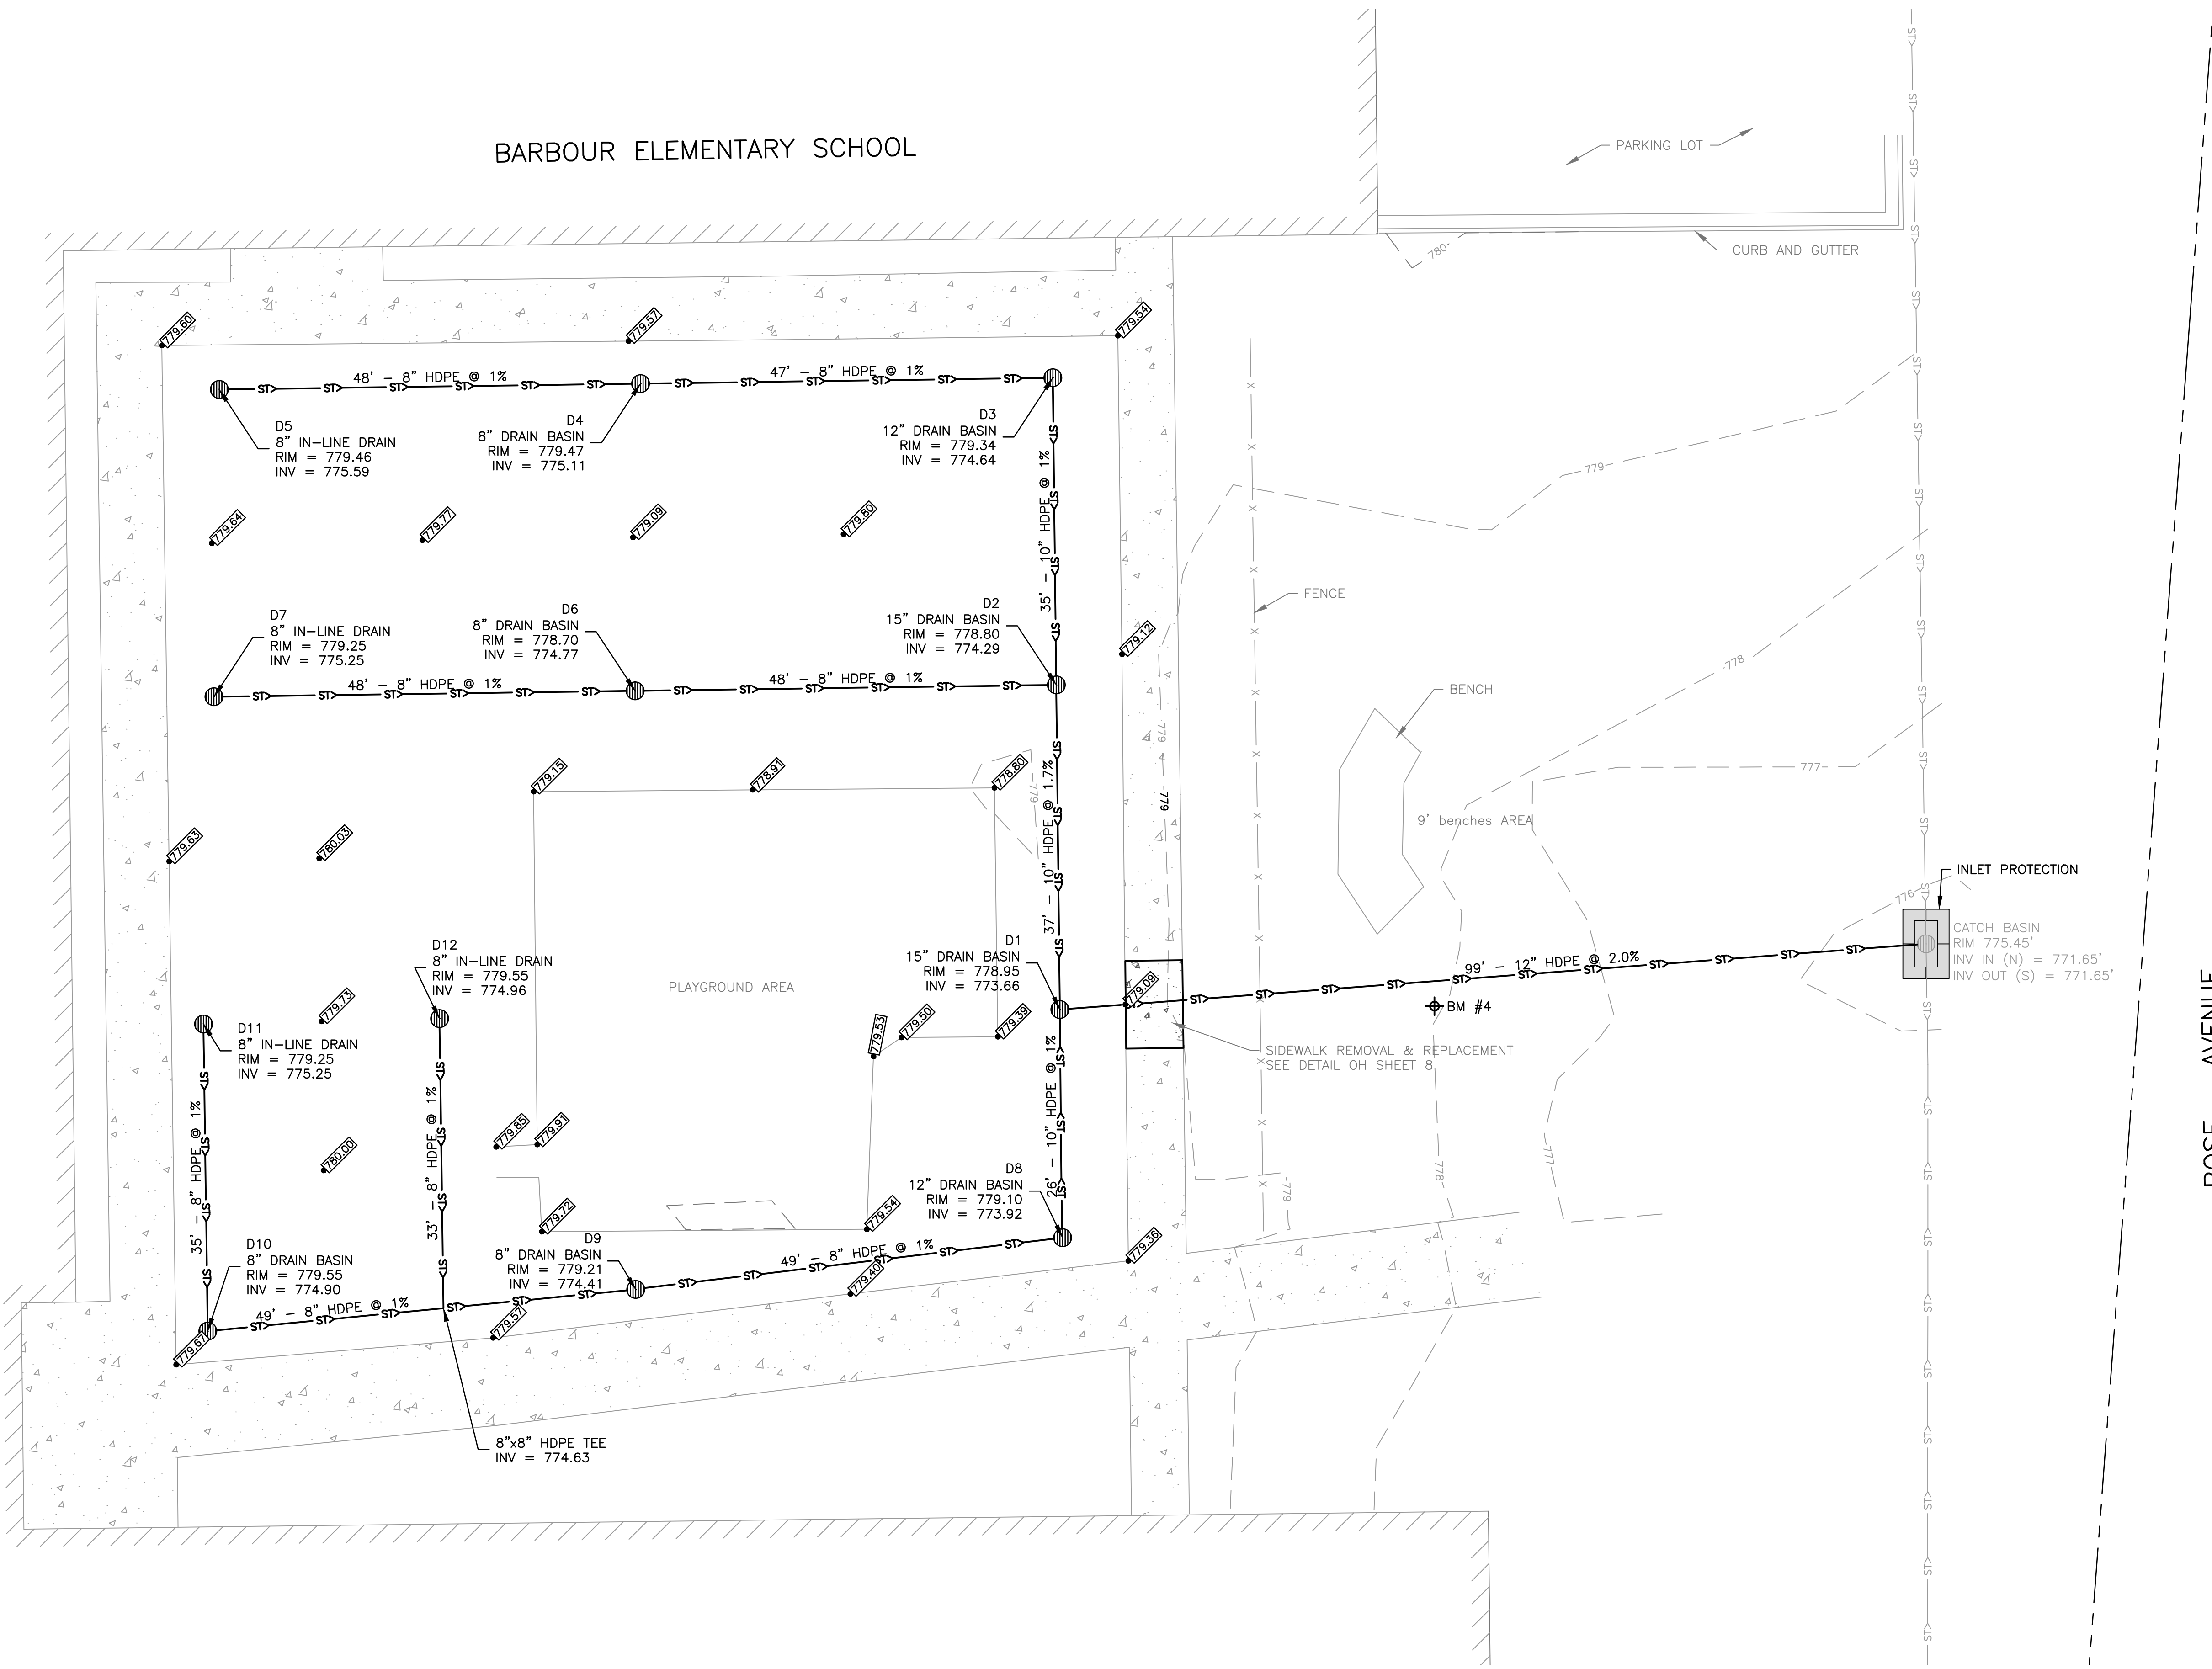 BARBOUR ELEMENTARY SCHOOL
PARKING LOT
780
CURB AND GUTTER
779.60
779.57
779.54
48' - 8" HDPE @ 1%
47' - 8" HDPE @ 1%
D5
8" IN-LINE DRAIN
RIM = 779.46
INV = 775.59
D4
8" DRAIN BASIN
RIM = 779.47
INV = 775.11
D3
12" DRAIN BASIN
RIM = 779.34
INV = 774.64
35' - 10" HDPE @ 1%
779
779.64
779.77
779.09
779.80
FENCE
D7
8" IN-LINE DRAIN
RIM = 779.25
INV = 775.25
D6
8" DRAIN BASIN
RIM = 778.70
INV = 774.77
D2
15" DRAIN BASIN
RIM = 778.80
INV = 774.29
779.12
778
48' - 8" HDPE @ 1%
48' - 8" HDPE @ 1%
BENCH
779
779.15
778.91
778.80
779
37' - 10" HDPE @ 1.7%
779
777
9' benches AREA
779.63
780.03
INLET PROTECTION
776
CATCH BASIN
RIM 775.45'
INV IN (N) = 771.65'
INV OUT (S) = 771.65'
D12
8" IN-LINE DRAIN
RIM = 779.55
INV = 774.96
PLAYGROUND AREA
D1
15" DRAIN BASIN
RIM = 778.95
INV = 773.66
779.09
99' - 12" HDPE @ 2.0%
BM #4
779.73
779.53
779.50
779.39
D11
8" IN-LINE DRAIN
RIM = 779.25
INV = 775.25
SIDEWALK REMOVAL & REPLACEMENT
SEE DETAIL OH SHEET 8
35' - 8" HDPE @ 1%
33' - 8" HDPE @ 1%
26' - 10" HDPE @ 1%
780.00
779.85
779.91
D8
12" DRAIN BASIN
RIM = 779.10
INV = 773.92
778
777
779
779.72
779.54
779.36
D10
8" DRAIN BASIN
RIM = 779.55
INV = 774.90
D9
8" DRAIN BASIN
RIM = 779.21
INV = 774.41
49' - 8" HDPE @ 1%
49' - 8" HDPE @ 1%
779.40
779.57
779.67
8"x8" HDPE TEE
INV = 774.63
ROSE AVENUE